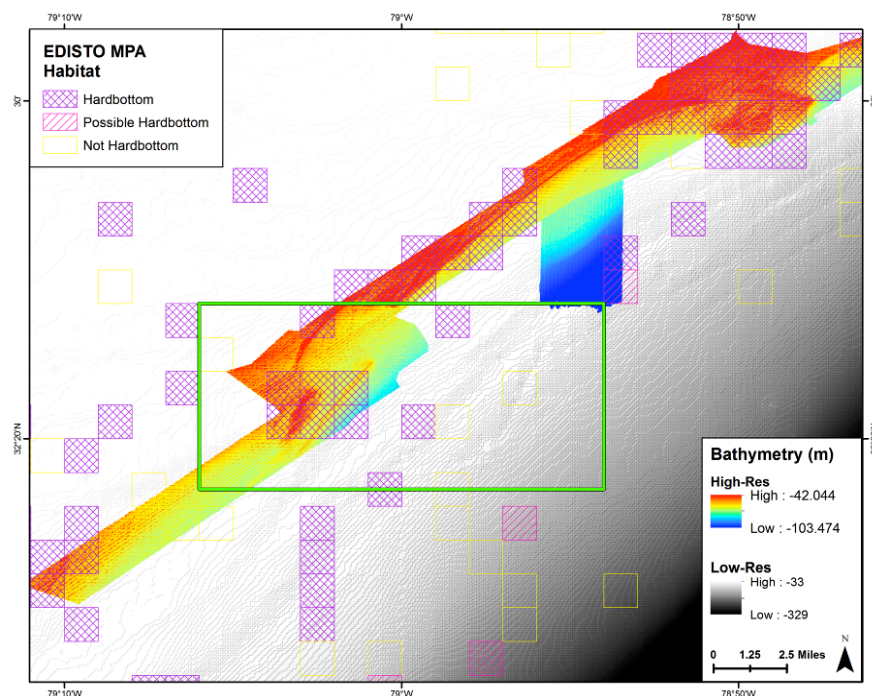 79°10'W 79°W 78°50'W
EDISTO MPA
Habitat
Hardbottom
Possible Hardbottom
Not Hardbottom
30'
32°20'N
Bathymetry (m)
High-Res
High : -42.044
Low : -103.474
Low-Res
High : -33
Low : -329
N
0 1.25 2.5 Miles
79°10'W 79°W 78°50'W